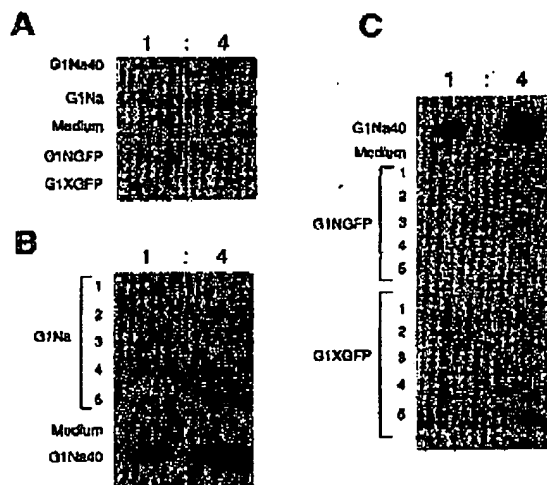 A
1 : 4
G1Na40
G1Na
Medium
G1NGFP
G1XGFP
B
1 : 4
G1Na
1
2
3
4
5
Medium
G1Na40
C
1 : 4
G1Na40
Medium
G1NGFP
1
2
3
4
5
G1XGFP
1
2
3
4
5